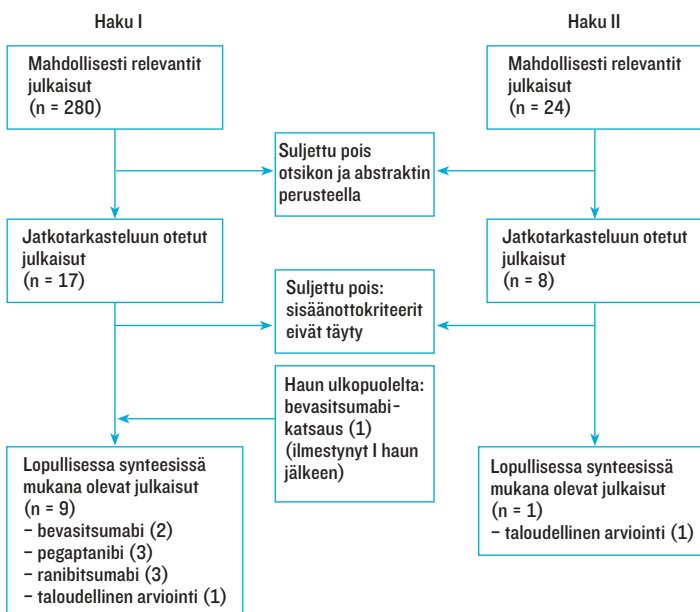 Haku I
Haku II
Mahdollisesti relevantit
julkaisut
(n = 280)
Mahdollisesti relevantit
julkaisut
(n = 24)
Suljettu pois
otsikon ja abstraktin
perusteella
Jatkotarkasteluun otetut
julkaisut
(n = 17)
Jatkotarkasteluun otetut
julkaisut
(n = 8)
Suljettu pois:
sisäänottokriteerit
eivät täyty
Haun ulkopuolelta:
bevasitsumabi-
katsaus (1)
(ilmestynyt I haun
jälkeen)
Lopullisessa synteesissä
mukana olevat julkaisut
(n = 9)
– bevasitsumabi (2)
– pegaptanibi (3)
– ranibitsumabi (3)
– taloudellinen arviointi (1)
Lopullisessa synteesissä
mukana olevat julkaisut
(n = 1)
– taloudellinen arviointi (1)